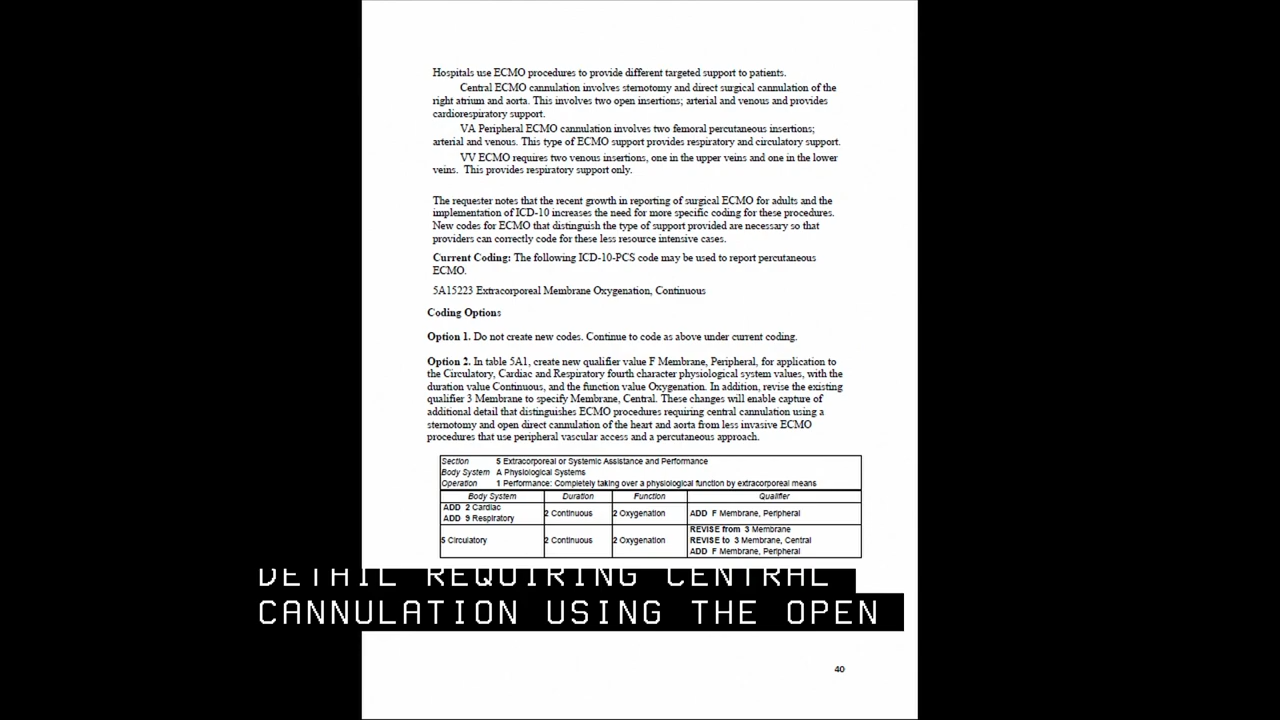 Hospitals use ECMO procedures to provide different targeted support to patients.
Central ECMO cannulation involves sternotomy and direct surgical cannulation of the
right atrium and aorta. This involves two open insertions; arterial and venous and provides
cardiorespiratory support.
VA Peripheral ECMO cannulation involves two femoral percutaneous insertions;
arterial and venous. This type of ECMO support provides respiratory and circulatory support.
VV ECMO requires two venous insertions, one in the upper veins and one in the lower
veins. This provides respiratory support only.
The requester notes that the recent growth in reporting of surgical ECMO for adults and the
implementation of ICD-10 increases the need for more specific coding for these procedures.
New codes for ECMO that distinguish the type of support provided are necessary so that
providers can correctly code for these less resource intensive cases.
Current Coding: The following ICD-10-PCS code may be used to report percutaneous
ECMO.
5A15223 Extracorporeal Membrane Oxygenation, Continuous
Coding Options
Option 1. Do not create new codes. Continue to code as above under current coding.
Option 2. In table 5A1, create new qualifier value F Membrane, Peripheral, for application to
the Circulatory, Cardiac and Respiratory fourth character physiological system values, with the
duration value Continuous, and the function value Oxygenation. In addition, revise the existing
qualifier 3 Membrane to specify Membrane, Central. These changes will enable capture of
additional detail that distinguishes ECMO procedures requiring central cannulation using a
sternotomy and open direct cannulation of the heart and aorta from less invasive ECMO
procedures that use peripheral vascular access and a percutaneous approach.
Section 5 Extracorporeal or Systemic Assistance and Performance
Body System A Physiological Systems
Operation 1 Performance: Completely taking over a physiological function by extracorporeal means
Body System Duration Function Qualifier
ADD 2 Cardiac
ADD 9 Respiratory
2 Continuous 2 Oxygenation ADD F Membrane, Peripheral
REVISE from 3 Membrane
5 Circulatory 2 Continuous 2 Oxygenation REVISE to 3 Membrane, Central
ADD F Membrane, Peripheral
DETAIL REQUIRING CENTRAL
CANNULATION USING THE OPEN
40